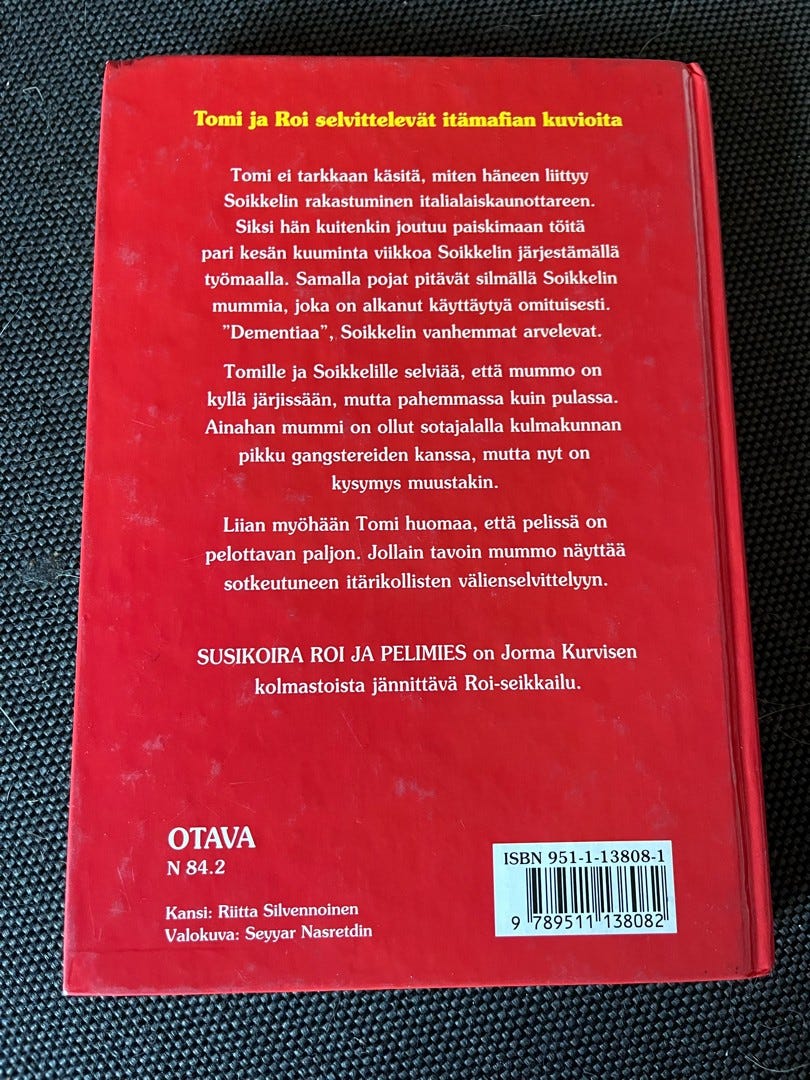 Tomi ja Roi selvittelevät itämafian kuvioita
Tomi ei tarkkaan käsitä, miten häneen liittyy
Soikkelin rakastuminen italialaiskaunottareen.
Siksi hän kuitenkin joutuu paiskimaan töitä
pari kesän kuuminta viikkoa Soikkelin järjestämällä
työmaalla. Samalla pojat pitävät silmällä Soikkelin
mummia, joka on alkanut käyttäytyä omituisesti.
"Dementiaa", Soikkelin vanhemmat arvelevat.
Tomille ja Soikkelille selviää, että mummo on
kyllä järjissään, mutta pahemmassa kuin pulassa.
Ainahan mummi on ollut sotajalalla kulmakunnan
pikku gangstereiden kanssa, mutta nyt on
kysymys muustakin.
Liian myöhään Tomi huomaa, että pelissä on
pelottavan paljon. Jollain tavoin mummo näyttää
sotkeutuneen itärikollisten välienselvittelyyn.
SUSIKOIRA ROI JA PELIMIES on Jorma Kurvisen
kolmastoista jännittävä Roi-seikkailu.
OTAVA
N 84.2
Kansi: Riitta Silvennoinen
Valokuva: Seyyar Nasretdin
ISBN 951-1-13808-1
9 789511 138082